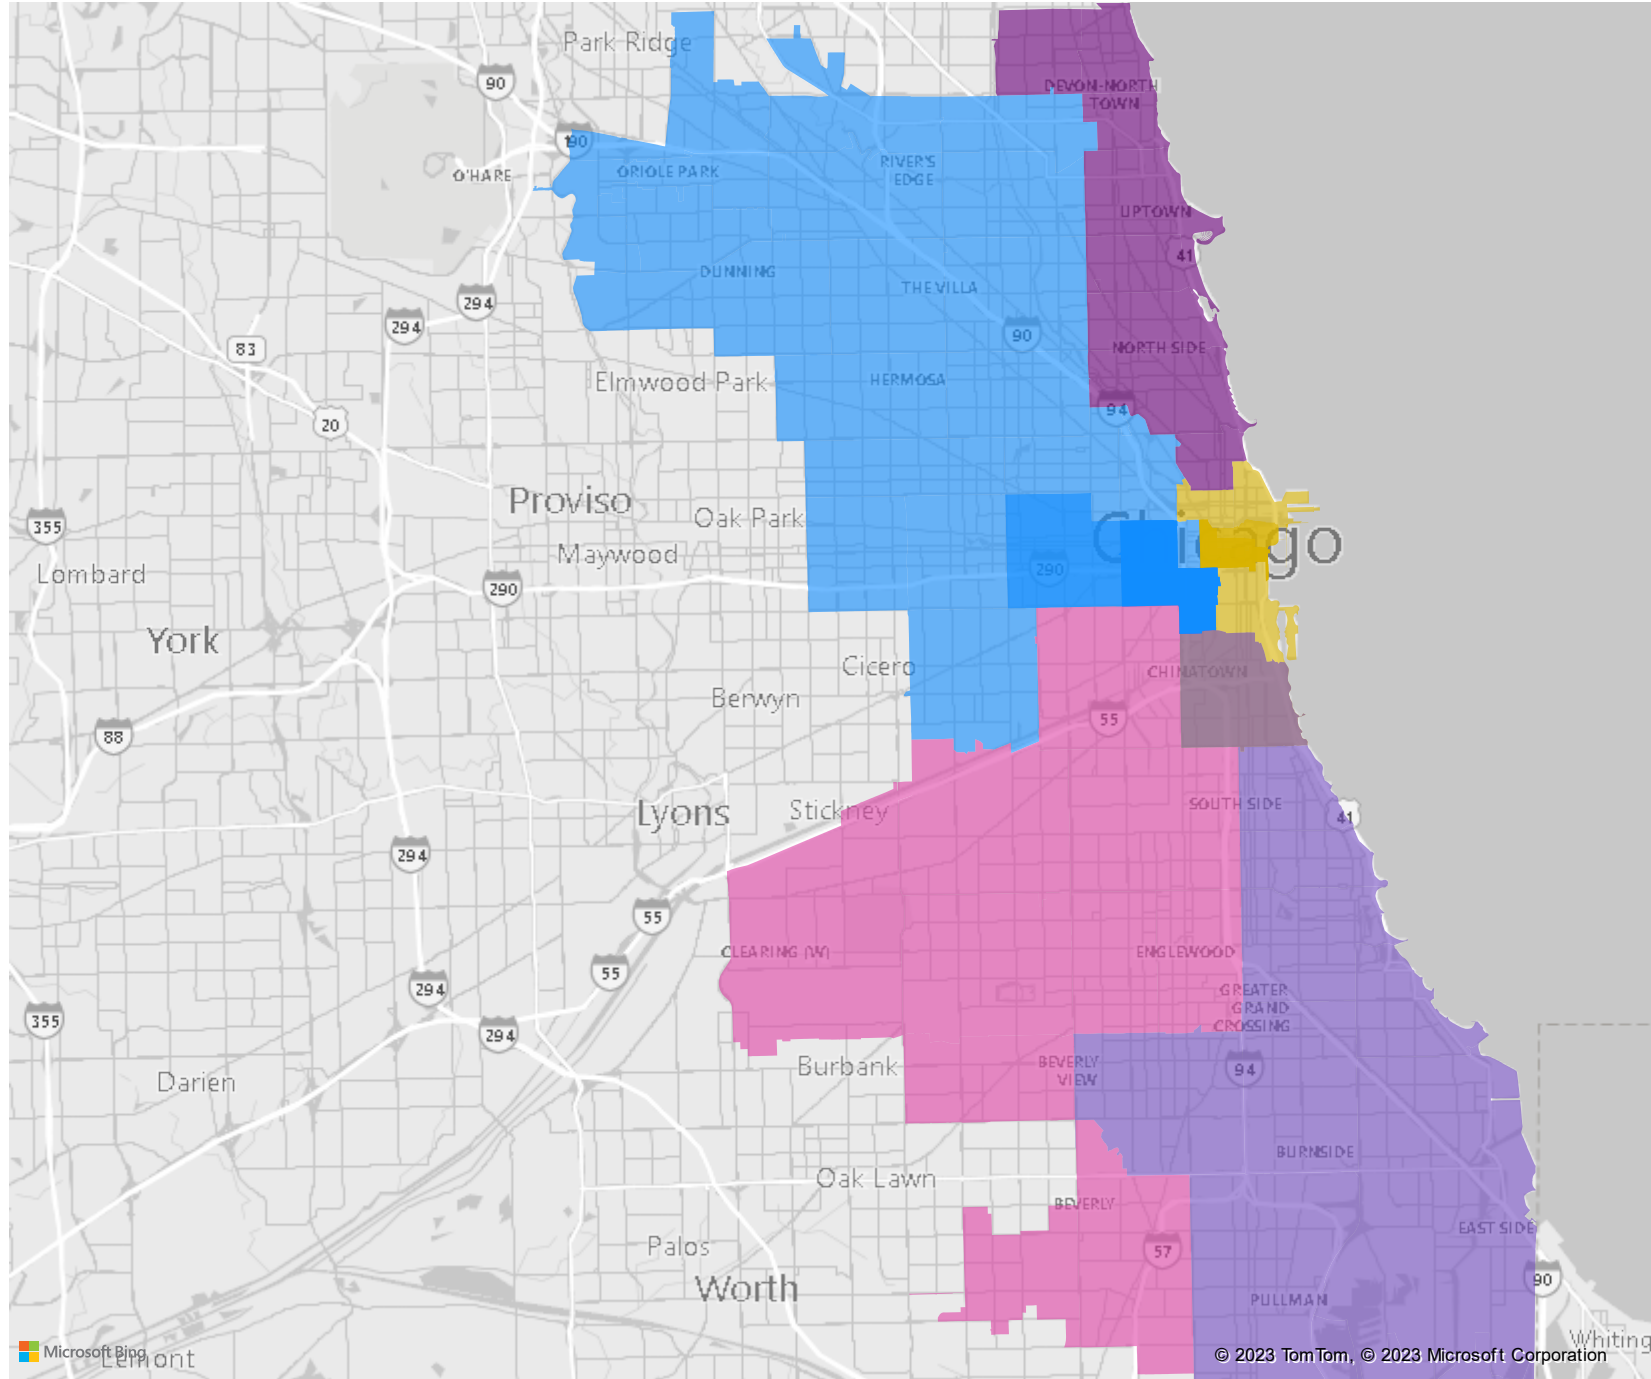 Park Ridge
90
DEVON-NORTH
TOWN
190
O'HARE
ORIOLE PARK
RIVER'S
EDGE
UPTOWN
41
DUNNING
THE VILLA
294
294
90
83
NORTH SIDE
Elmwood Park
HERMOSA
94
20
Proviso
Oak Park
355
Maywood
Chicago
Lombard
290
290
York
Cicero
CHINATOWN
Berwyn
55
88
Lyons
Stickney
SOUTH SIDE
41
294
55
CLEARING (W)
ENGLEWOOD
55
294
GREATER
GRAND
CROSSING
355
294
Burbank
BEVERLY
VIEW
94
Darien
BURNSIDE
Oak Lawn
BEVERLY
EAST SIDE
Palos
57
Worth
90
PULLMAN
Whiting
Microsoft Bing
Lemont
© 2023 TomTom, © 2023 Microsoft Corporation